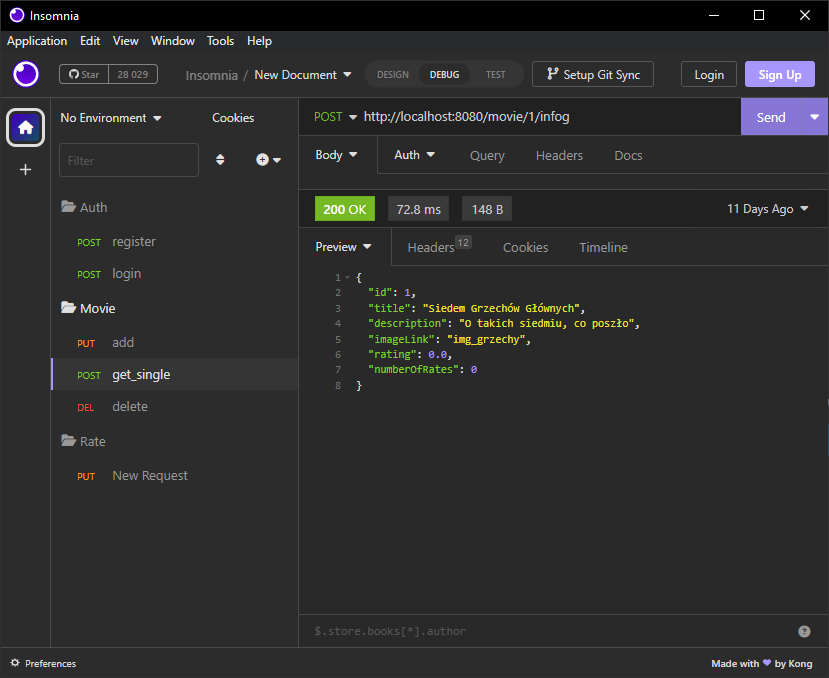 Insomnia
Application Edit View Window Tools Help
Star 28 029 Insomnia / New Document DESIGN DEBUG TEST Setup Git Sync Login Sign Up
No Environment Cookies
Filter
Auth
POST register
POST login
Movie
PUT add
POST get_single
DEL delete
Rate
PUT New Request
POST http://localhost:8080/movie/1/infog Send
Body Auth Query Headers Docs
200 OK 72.8 ms 148 B 11 Days Ago
Preview Headers 12 Cookies Timeline
1 {
2 "id": 1,
3 "title": "Siedem Grzechów Głównych",
4 "description": "O takich siedmiu, co poszło",
5 "imageLink": "img_grzechy",
6 "rating": 0.0,
7 "numberOfRates": 0
8 }
$.store.books[*].author ?
Preferences Made with ♥ by Kong